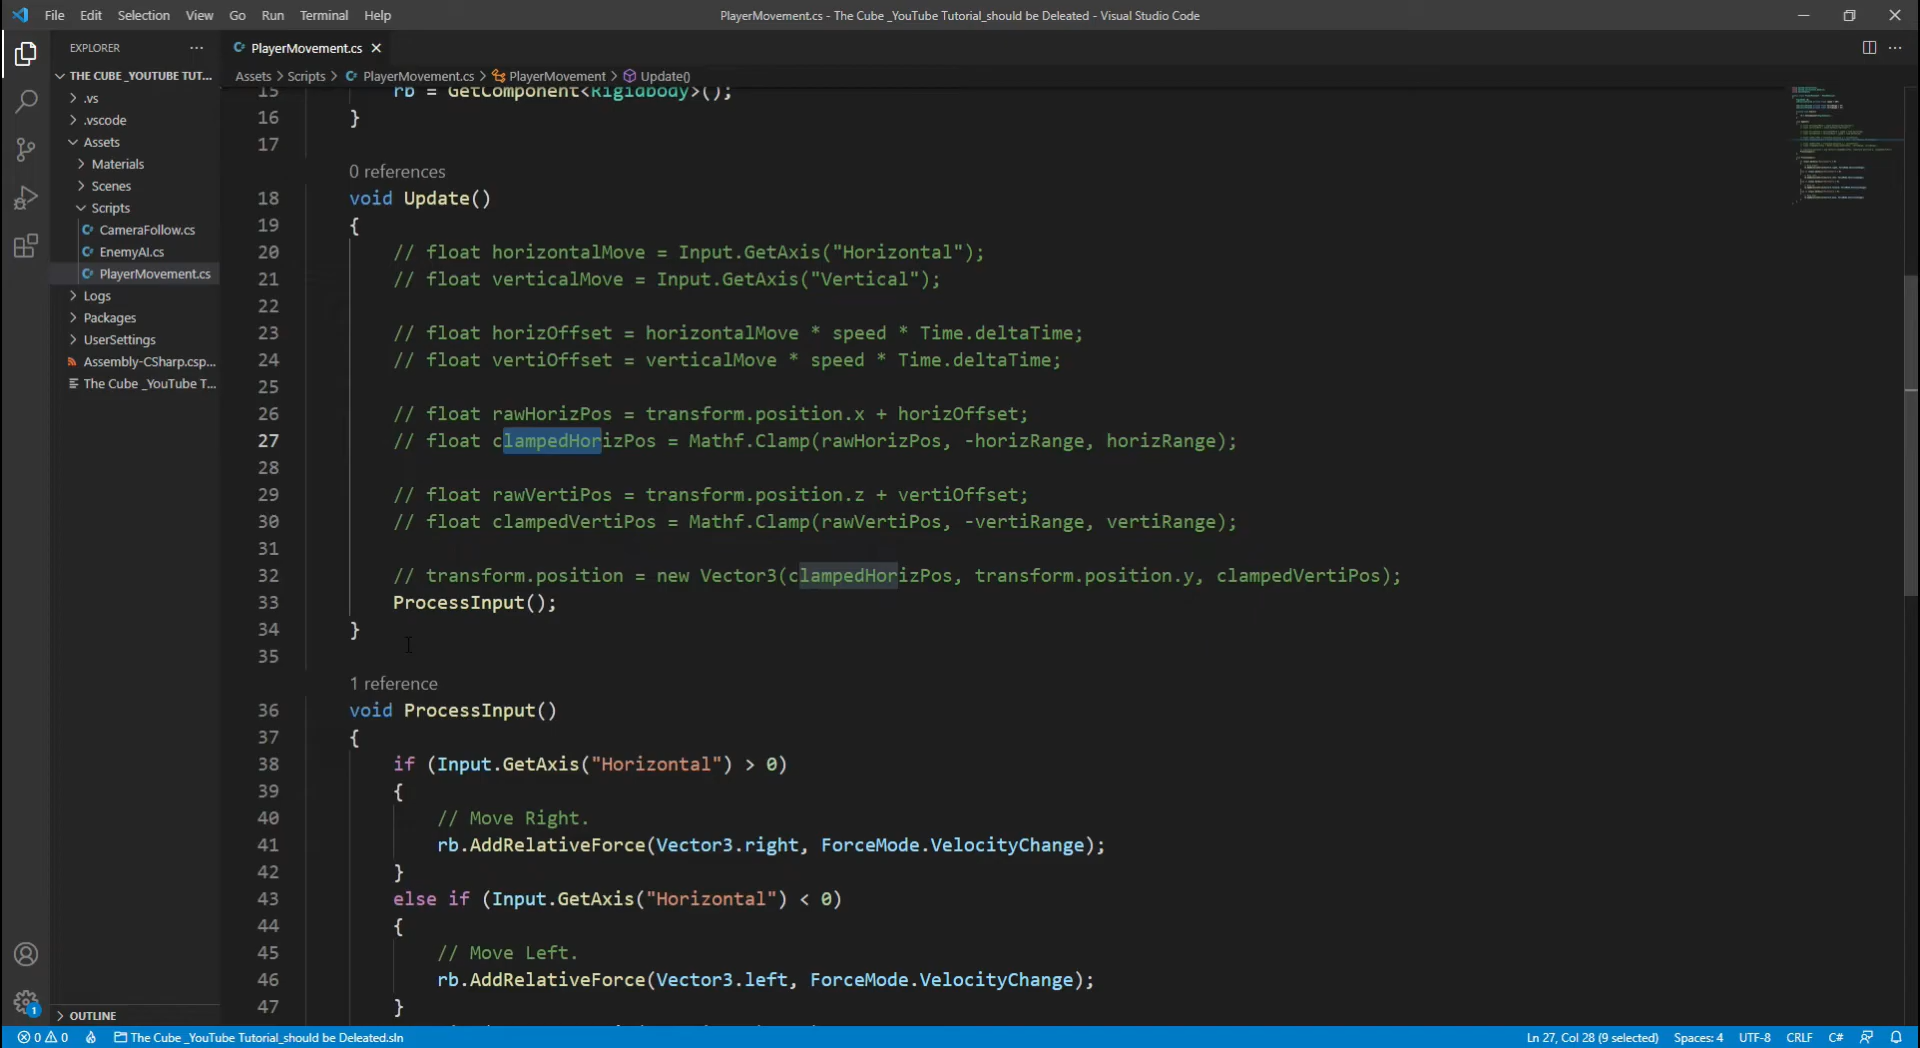 File Edit Selection View Go Run Terminal Help
PlayerMovement.cs - The Cube _YouTube Tutorial_should be Deleated - Visual Studio Code
EXPLORER
PlayerMovement.cs
THE CUBE _YOUTUBE TUT...
.vs
.vscode
Assets
Materials
Scenes
Scripts
CameraFollow.cs
EnemyAI.cs
PlayerMovement.cs
Logs
Packages
UserSettings
Assembly-CSharp.csp...
The Cube _YouTube T...
OUTLINE
Assets > Scripts > PlayerMovement.cs > PlayerMovement > Update()
15 rb = GetComponent<Rigidbody>();
16 }
17
0 references
18 void Update()
19 {
20 // float horizontalMove = Input.GetAxis("Horizontal");
21 // float verticalMove = Input.GetAxis("Vertical");
22
23 // float horizOffset = horizontalMove * speed * Time.deltaTime;
24 // float vertiOffset = verticalMove * speed * Time.deltaTime;
25
26 // float rawHorizPos = transform.position.x + horizOffset;
27 // float clampedHorizPos = Mathf.Clamp(rawHorizPos, -horizRange, horizRange);
28
29 // float rawVertiPos = transform.position.z + vertiOffset;
30 // float clampedVertiPos = Mathf.Clamp(rawVertiPos, -vertiRange, vertiRange);
31
32 // transform.position = new Vector3(clampedHorizPos, transform.position.y, clampedVertiPos);
33 ProcessInput();
34 }
35
1 reference
36 void ProcessInput()
37 {
38 if (Input.GetAxis("Horizontal") > 0)
39 {
40 // Move Right.
41 rb.AddRelativeForce(Vector3.right, ForceMode.VelocityChange);
42 }
43 else if (Input.GetAxis("Horizontal") < 0)
44 {
45 // Move Left.
46 rb.AddRelativeForce(Vector3.left, ForceMode.VelocityChange);
47 }
1
0 0 The Cube _YouTube Tutorial_should be Deleated.sln
Ln 27, Col 28 (9 selected) Spaces: 4 UTF-8 CRLF C#